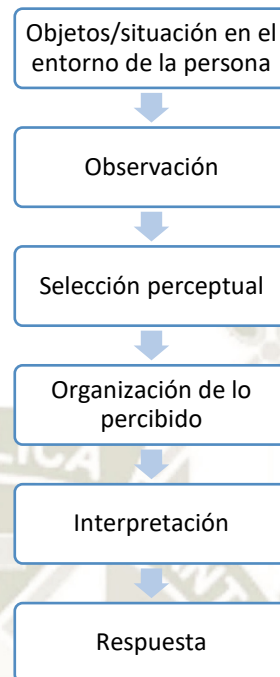 Objetos/situación en el
entorno de la persona
Observación
Selección perceptual
Organización de lo
percibido
Interpretación
Respuesta